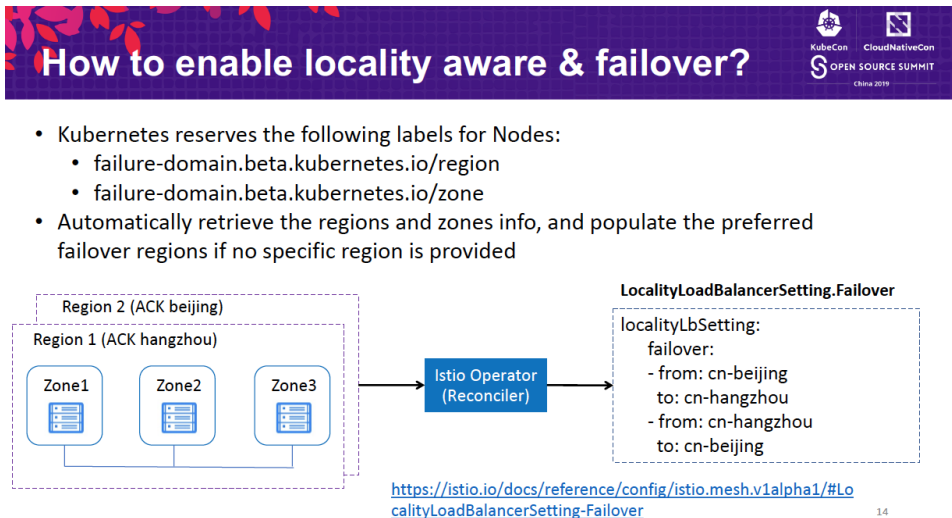 How to enable locality aware & failover?
KubeCon CloudNativeCon
OPEN SOURCE SUMMIT
China 2019
• Kubernetes reserves the following labels for Nodes:
• failure-domain.beta.kubernetes.io/region
• failure-domain.beta.kubernetes.io/zone
• Automatically retrieve the regions and zones info, and populate the preferred
failover regions if no specific region is provided
Region 2 (ACK beijing)
Region 1 (ACK hangzhou)
Zone1
Zone2
Zone3
Istio Operator
(Reconciler)
LocalityLoadBalancerSetting.Failover
localityLbSetting:
failover:
- from: cn-beijing
to: cn-hangzhou
- from: cn-hangzhou
to: cn-beijing
https://istio.io/docs/reference/config/istio.mesh.v1alpha1/#Lo
calityLoadBalancerSetting-Failover
14